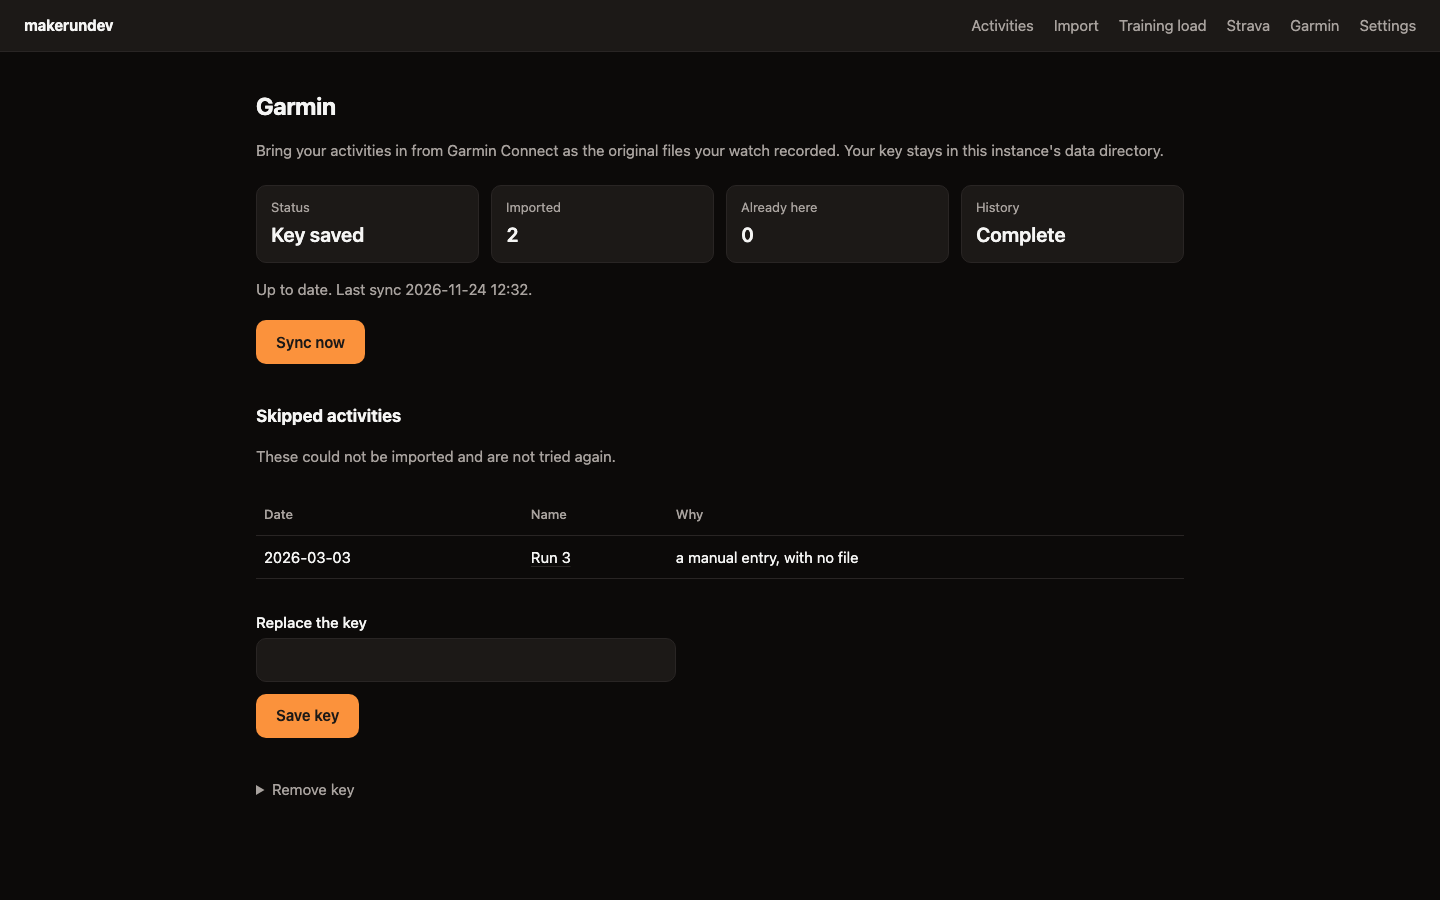 makerundev
Activities Import Training load Strava Garmin Settings
Garmin
Bring your activities in from Garmin Connect as the original files your watch recorded. Your key stays in this instance's data directory.
Status
Key saved
Imported
2
Already here
0
History
Complete
Up to date. Last sync 2026-11-24 12:32.
Sync now
Skipped activities
These could not be imported and are not tried again.
Date Name Why
2026-03-03 Run 3 a manual entry, with no file
Replace the key
Save key
Remove key